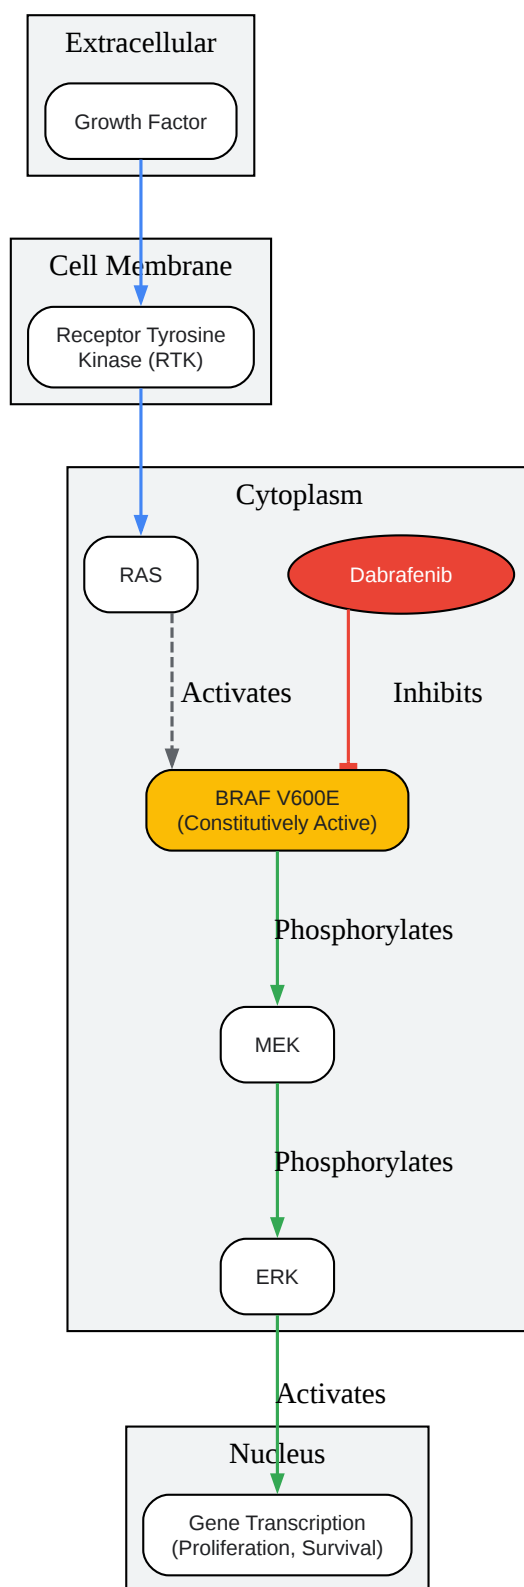 Extracellular
Growth Factor
Cell Membrane
Receptor Tyrosine
Kinase (RTK)
Cytoplasm
RAS
Dabrafenib
Activates
Inhibits
BRAF V600E
(Constitutively Active)
Phosphorylates
MEK
Phosphorylates
ERK
Activates
Nucleus
Gene Transcription
(Proliferation, Survival)